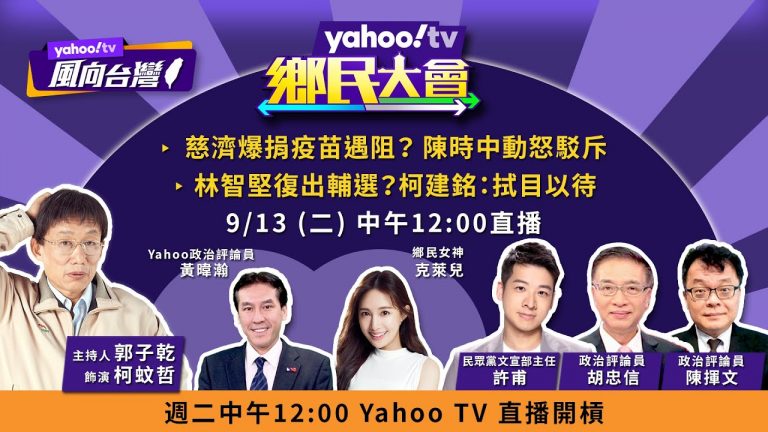 yahoo!tv
風向台灣
yahoo!tv
鄉民大會
‣ 慈濟爆捐疫苗遇阻？陳時中動怒駁斥
‣ 林智堅復出輔選？柯建銘：拭目以待
9/13 (二) 中午12:00直播
Yahoo政治評論員
黃暐瀚
鄉民女神
克萊兒
主持人 郭子乾
飾演 柯蚊哲
民眾黨文宣部主任
許甫
政治評論員
胡忠信
政治評論員
陳揮文
週二中午12:00 Yahoo TV 直播開槓